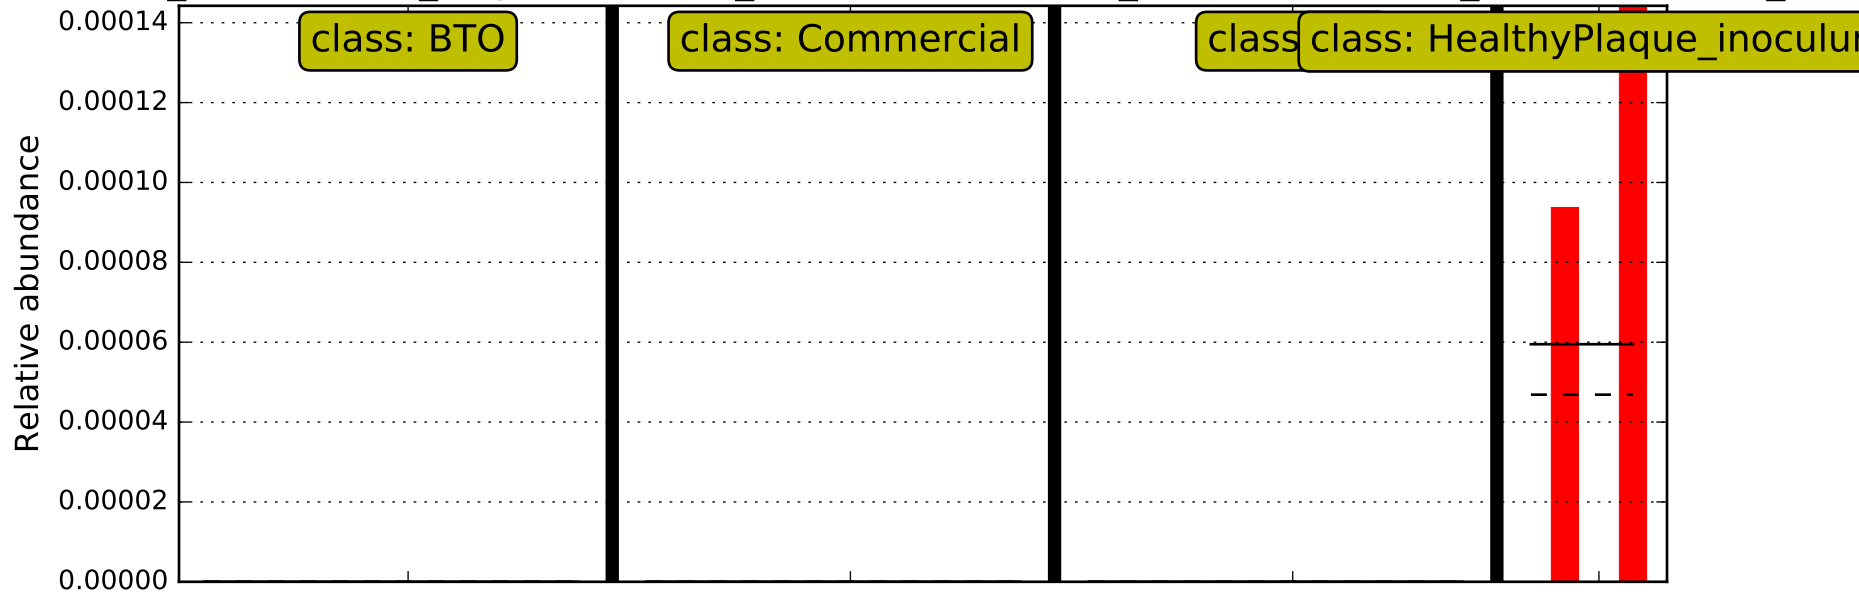 0.00014
0.00012
0.00010
0.00008
0.00006
0.00004
0.00002
0.00000
Relative abundance
class: BTO
class: Commercial
class
class: HealthyPlaque_inoculu